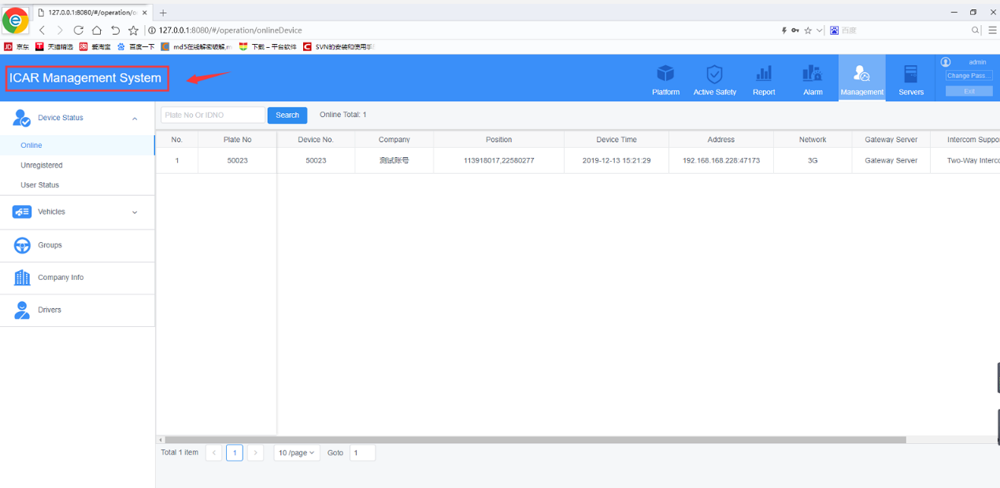 127.0.0.1:8080/#/operation/o
127.0.0.1:8080/#/operation/onlineDevice
百度
JD 京东
T 天猫精选
淘 爱淘宝
百度一下
C md5在线解密破解,m
下载 – 平台软件
C SVN的安装和使用手
ICAR Management System
Platform
Active Safety
Report
Alarm
Management
Servers
admin
Change Pass...
Exit
Device Status
Online
Unregistered
User Status
Vehicles
Groups
Company Info
Drivers
Plate No Or IDNO
Search
Online Total: 1
No. Plate No Device No. Company Position Device Time Address Network Gateway Server Intercom Suppo
1 50023 50023 测试账号 113918017,22580277 2019-12-13 15:21:29 192.168.168.228:47173 3G Gateway Server Two-Way Interc
Total 1 item < 1 > 10 /page Goto 1